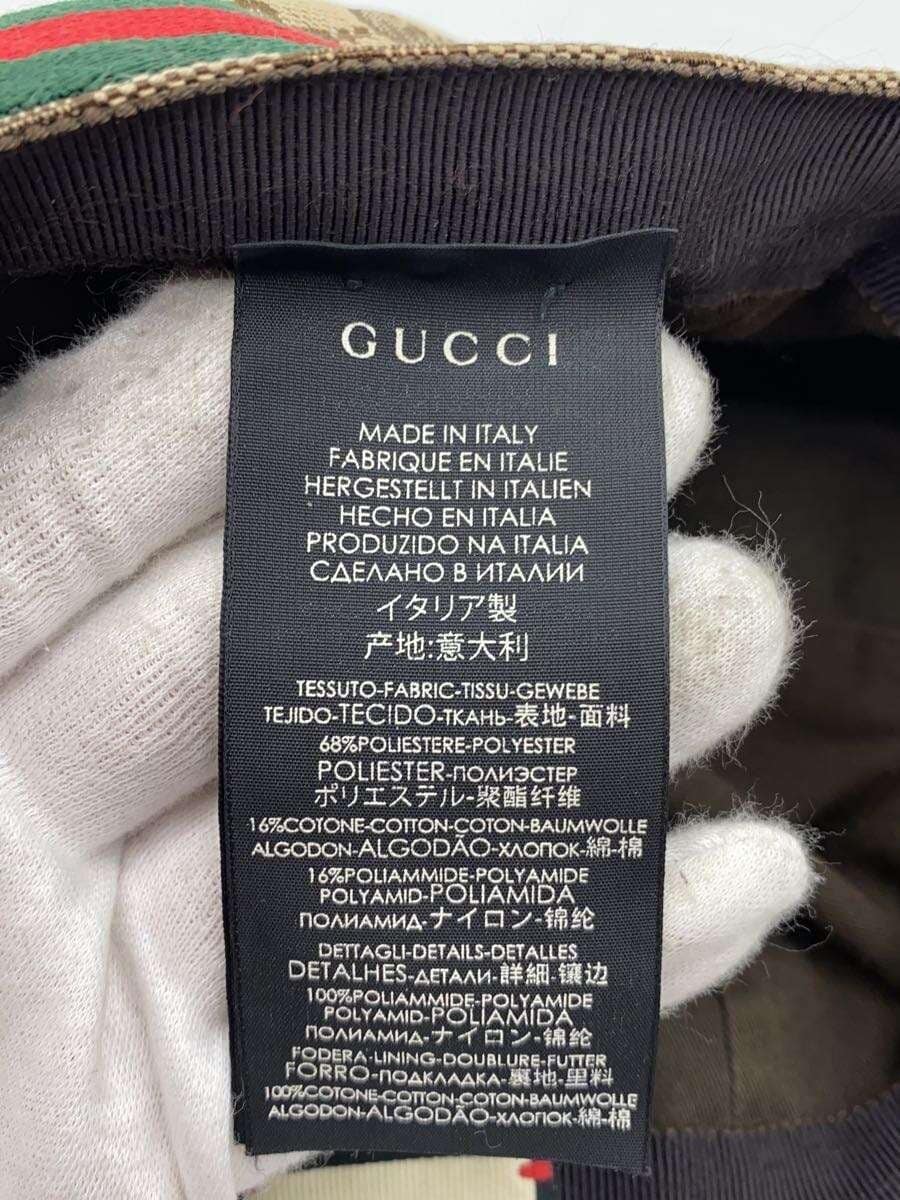 GUCCI
MADE IN ITALY
FABRIQUE EN ITALIE
HERGESTELLT IN ITALIEN
HECHO EN ITALIA
PRODUZIDO NA ITALIA
СДЕЛАНО В ИТАЛИИ
イタリア製
产地:意大利
TESSUTO-FABRIC-TISSU-GEWEBE
TEJIDO-TECIDO-ТКАНЬ-表地-面料
68%POLIESTERE-POLYESTER
POLIESTER-ПОЛИЭСТЕР
ポリエステル-聚酯纤维
16%COTONE-COTTON-COTON-BAUMWOLLE
ALGODON-ALGODÃO-ХЛОПОК-綿-棉
16%POLIAMMIDE-POLYAMIDE
POLYAMID-POLIAMIDA
ПОЛИАМИД-ナイロン-锦纶
DETTAGLI-DETAILS-DETALLES
DETALHES-ДЕТАЛИ-詳細-镶边
100%POLIAMMIDE-POLYAMIDE
POLYAMID-POLIAMIDA
ПОЛИАМИД-ナイロン-锦纶
FODERA-LINING-DOUBLURE-FUTTER
FORRO-ПОДКЛАДКА-裏地-里料
100%COTONE-COTTON-COTON-BAUMWOLLE
ALGODON-ALGODÃO-ХЛОПОК-綿-棉